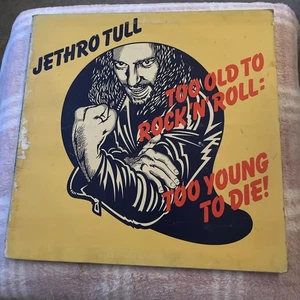 JETHRO TULL
TOO OLD TO
ROCK'N'ROLL:
TOO YOUNG
TO DIE!